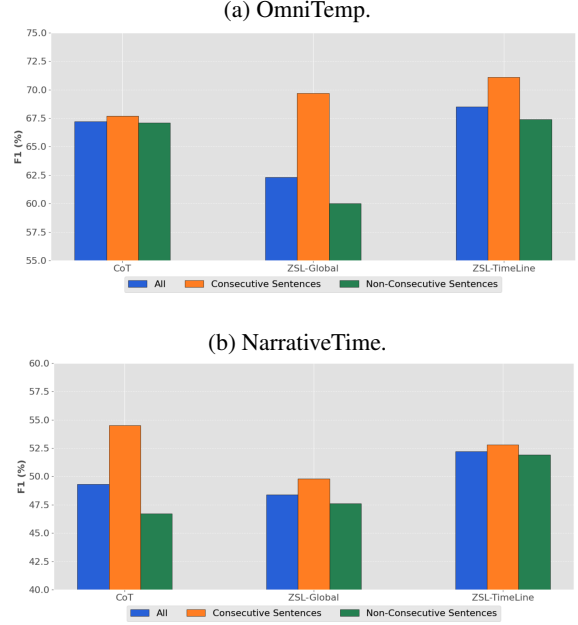 (a) OmniTemp.
75.0
72.5
70.0
67.5
65.0
62.5
60.0
57.5
55.0
F1 (%)
CoT ZSL-Global ZSL-TimeLine
All Consecutive Sentences Non-Consecutive Sentences
(b) NarrativeTime.
60.0
57.5
55.0
52.5
50.0
47.5
45.0
42.5
40.0
F1 (%)
CoT ZSL-Global ZSL-TimeLine
All Consecutive Sentences Non-Consecutive Sentences